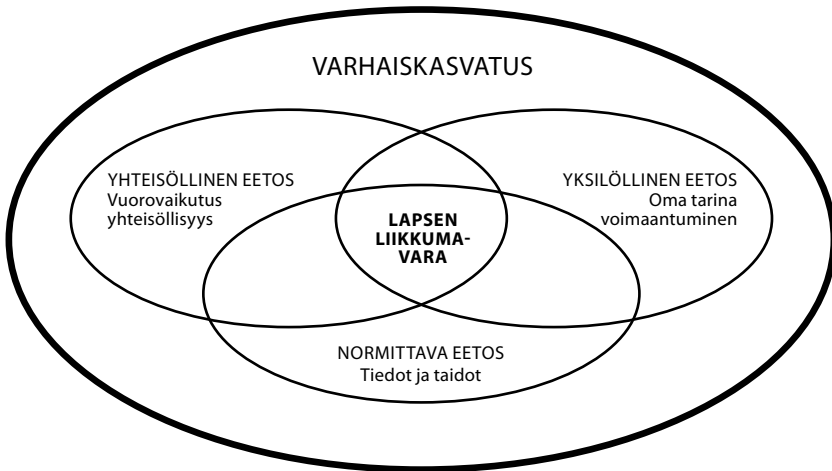 VARHAISKASVATUS
YHTEISÖLLINEN EETOS
Vuorovaikutus
yhteisöllisyys
YKSILÖLLINEN EETOS
Oma tarina
voimaantuminen
LAPSEN
LIIKKUMA-
VARA
NORMITTAVA EETOS
Tiedot ja taidot